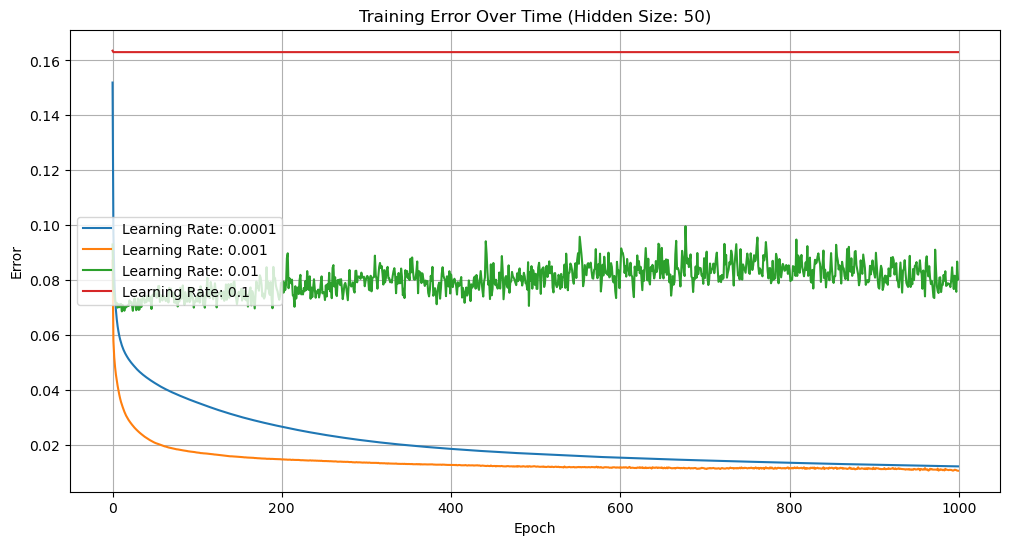 Training Error Over Time (Hidden Size: 50)
Error
0.16
0.14
0.12
0.10
0.08
0.06
0.04
0.02
Learning Rate: 0.0001
Learning Rate: 0.001
Learning Rate: 0.01
Learning Rate: 0.1
0 200 400 600 800 1000
Epoch